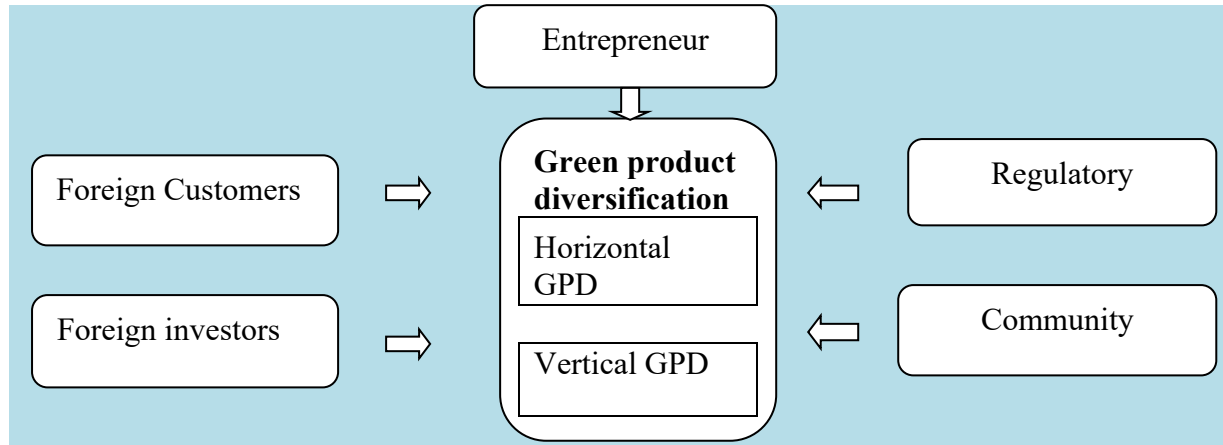 Entrepreneur
Foreign Customers
Foreign investors
Green product
diversification
Horizontal
GPD
Vertical GPD
Regulatory
Community